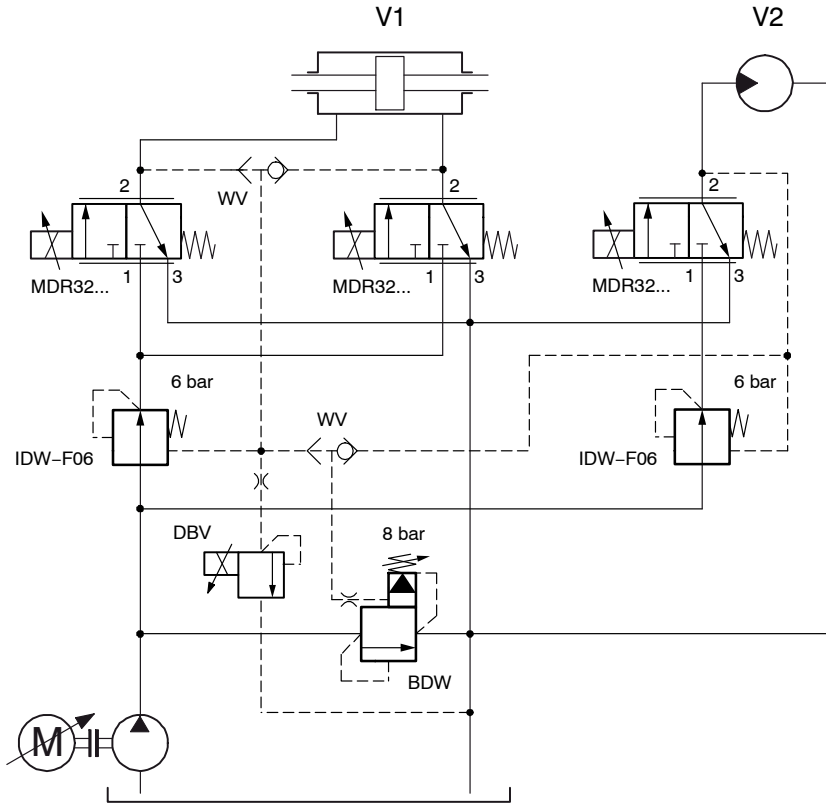 V1
V2
WV
2
2
2
1
3
1
3
1
3
MDR32...
MDR32...
MDR32...
6 bar
WV
6 bar
IDW−F06
IDW−F06
DBV
8 bar
BDW
M